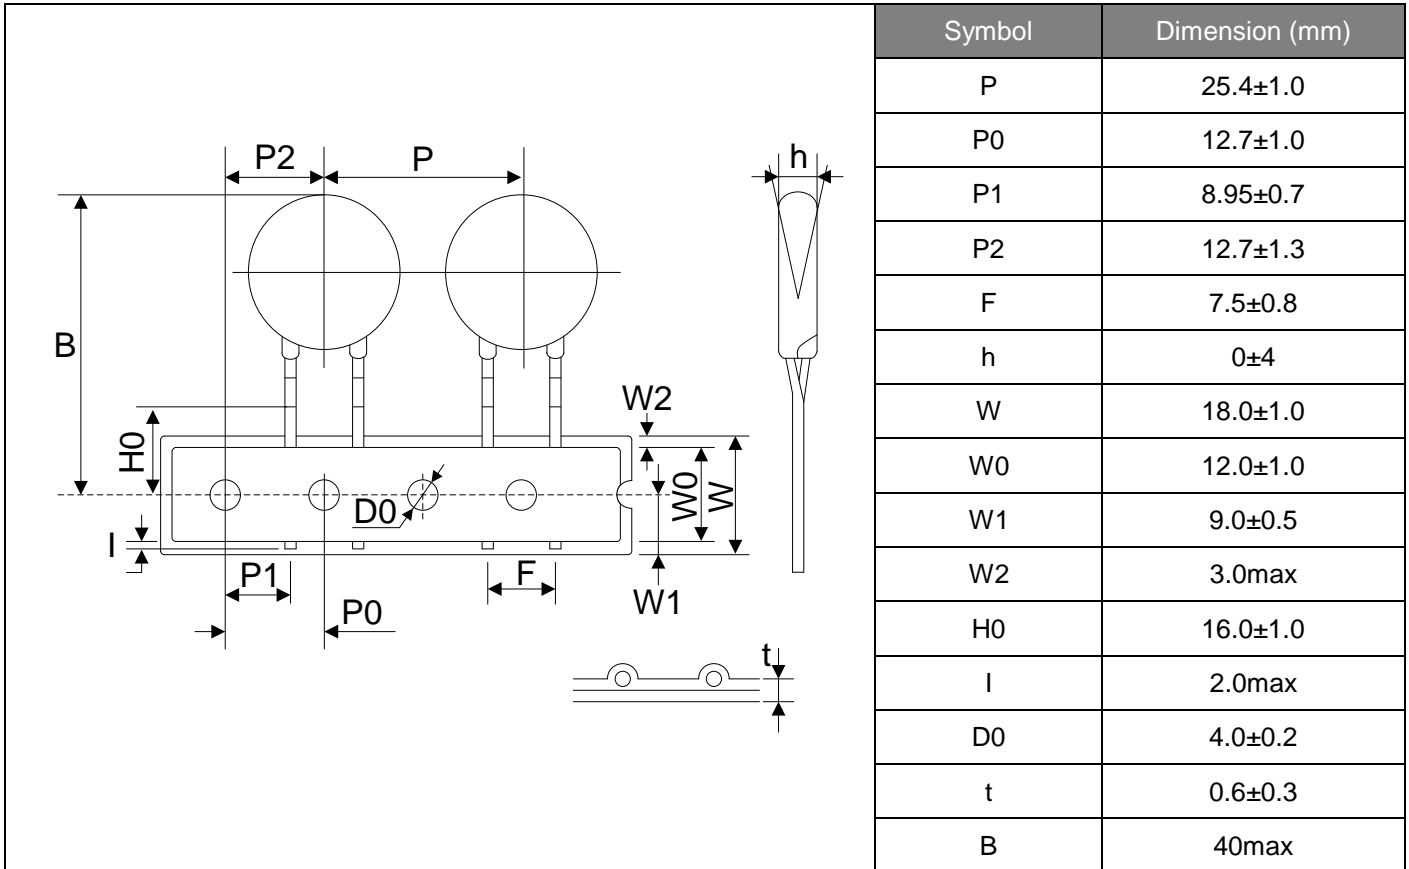 P2
P
h
B
W2
H0
D0
W0
W
I
P1
F
W1
P0
t
Symbol Dimension (mm)
P 25.4±1.0
P0 12.7±1.0
P1 8.95±0.7
P2 12.7±1.3
F 7.5±0.8
h 0±4
W 18.0±1.0
W0 12.0±1.0
W1 9.0±0.5
W2 3.0max
H0 16.0±1.0
I 2.0max
D0 4.0±0.2
t 0.6±0.3
B 40max